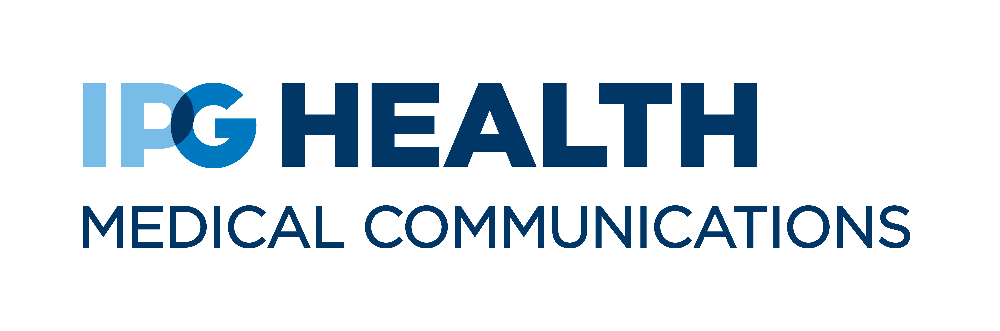 IPG HEALTH
MEDICAL COMMUNICATIONS